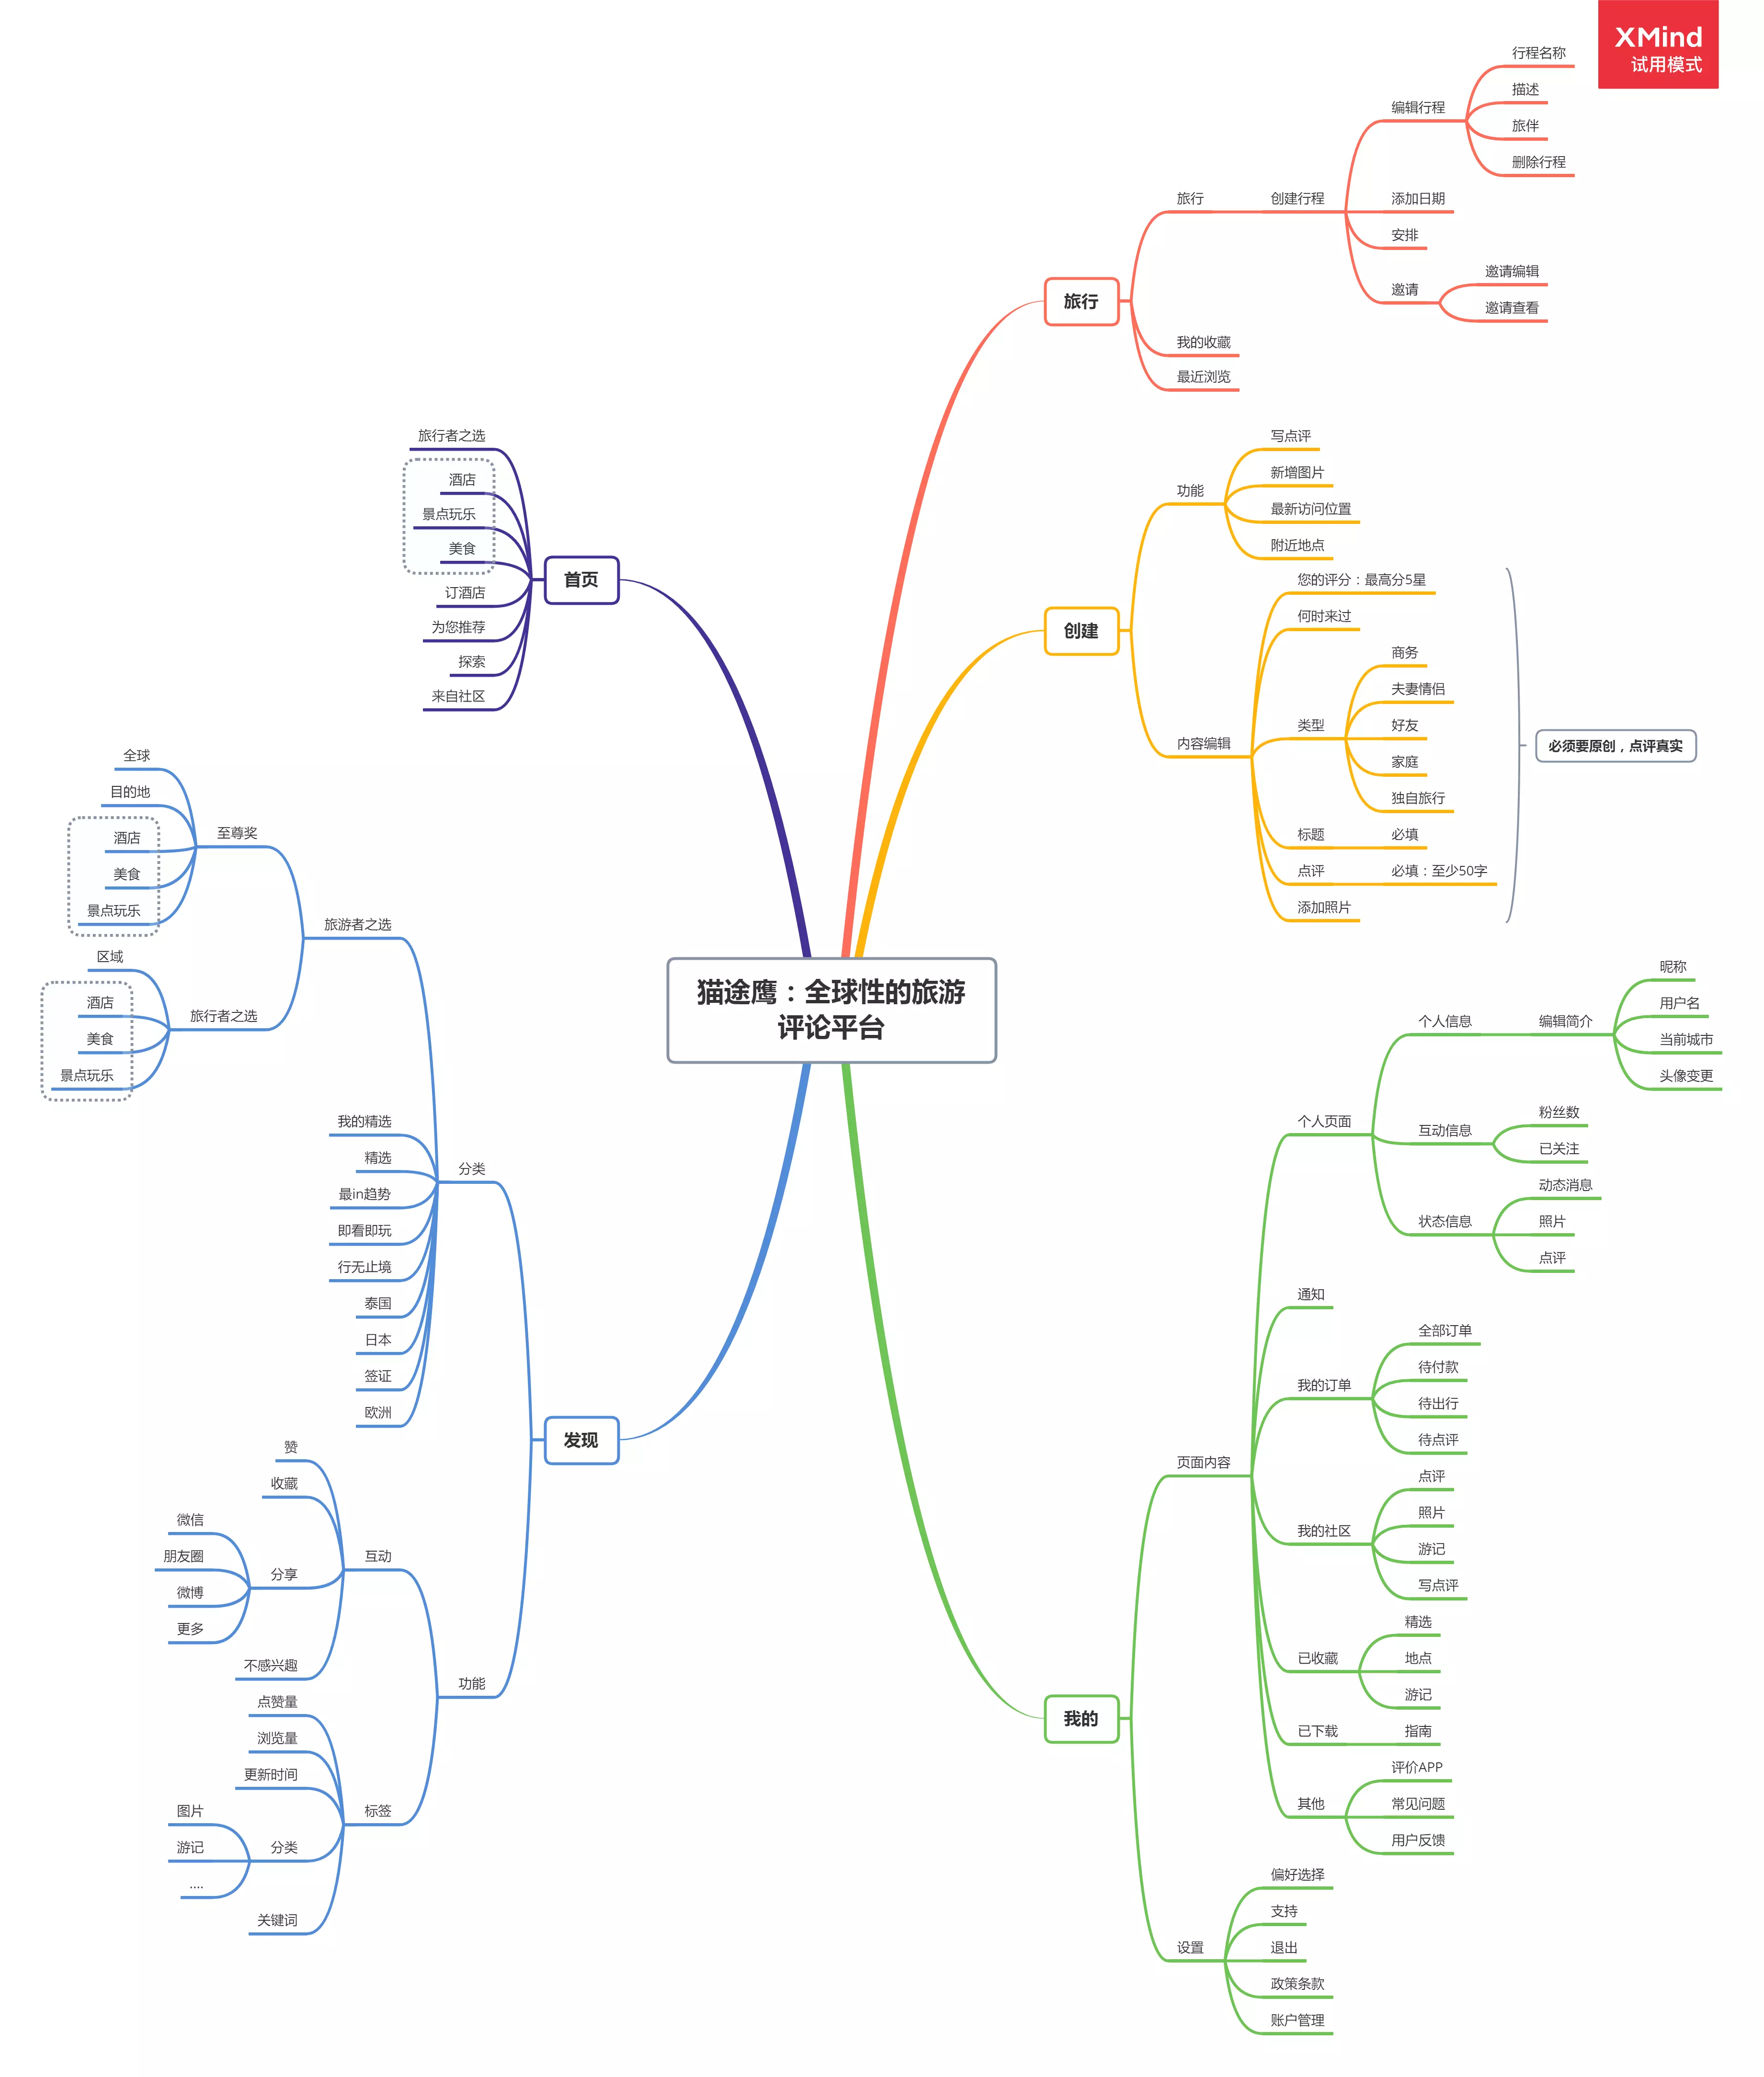 XMind
试用模式
猫途鹰：全球性的旅游
评论平台
旅行
旅行
创建行程
编辑行程
行程名称
描述
旅伴
删除行程
添加日期
安排
邀请
邀请编辑
邀请查看
我的收藏
最近浏览
创建
功能
写点评
新增图片
最新访问位置
附近地点
内容编辑
您的评分：最高分5星
何时来过
类型
商务
夫妻情侣
好友
家庭
独自旅行
标题
必填
点评
必填：至少50字
添加照片
必须要原创，点评真实
我的
页面内容
个人页面
个人信息
编辑简介
昵称
用户名
当前城市
头像变更
互动信息
粉丝数
已关注
状态信息
动态消息
照片
点评
通知
我的订单
全部订单
待付款
待出行
待点评
我的社区
点评
照片
游记
写点评
已收藏
精选
地点
游记
已下载
指南
其他
评价APP
常见问题
用户反馈
设置
偏好选择
支持
退出
政策条款
账户管理
首页
旅行者之选
酒店
景点玩乐
美食
订酒店
为您推荐
探索
来自社区
发现
分类
旅游者之选
至尊奖
全球
目的地
酒店
美食
景点玩乐
旅行者之选
区域
酒店
美食
景点玩乐
我的精选
精选
最in趋势
即看即玩
行无止境
泰国
日本
签证
欧洲
功能
互动
赞
收藏
分享
微信
朋友圈
微博
更多
不感兴趣
标签
点赞量
浏览量
更新时间
分类
图片
游记
....
关键词